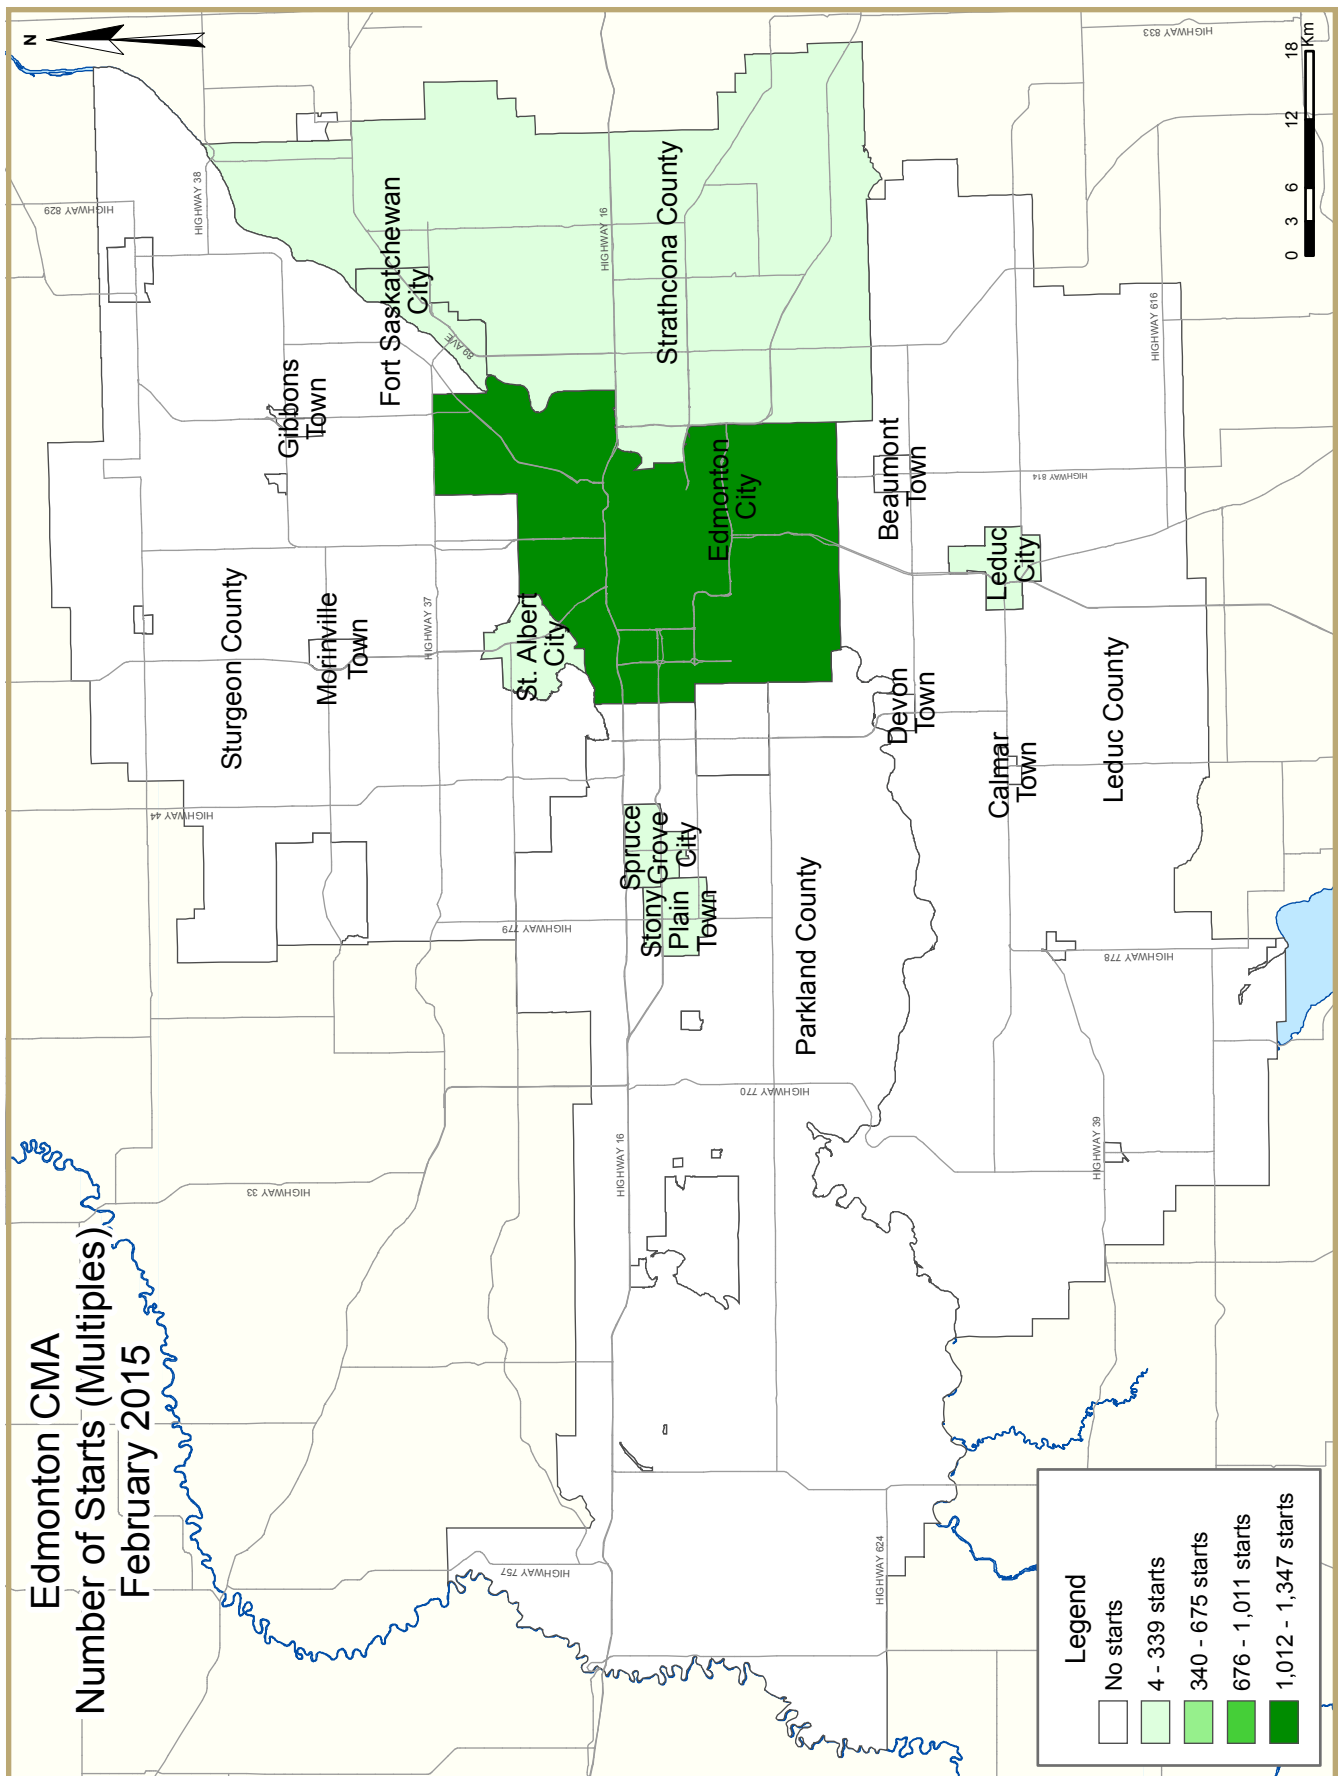 Edmonton CMA
Number of Starts (Multiples)
February 2015
N
HIGHWAY 829
HIGHWAY 38
HIGHWAY 833
Gibbons
Town
Fort Saskatchewan
City
89 AVE
HIGHWAY 16
Strathcona County
Sturgeon County
Morinville
Town
HIGHWAY 37
HIGHWAY 44
St. Albert
City
Edmonton
City
Beaumont
Town
HIGHWAY 814
HIGHWAY 616
Leduc
City
Devon
Town
Calmar
Town
Leduc County
Spruce
Grove
City
Stony
Plain
Town
HIGHWAY 779
Parkland County
HIGHWAY 778
HIGHWAY 770
HIGHWAY 39
HIGHWAY 16
HIGHWAY 33
HIGHWAY 757
HIGHWAY 624
Legend
No starts
4 - 339 starts
340 - 675 starts
676 - 1,011 starts
1,012 - 1,347 starts
0 3 6 12 18
Km